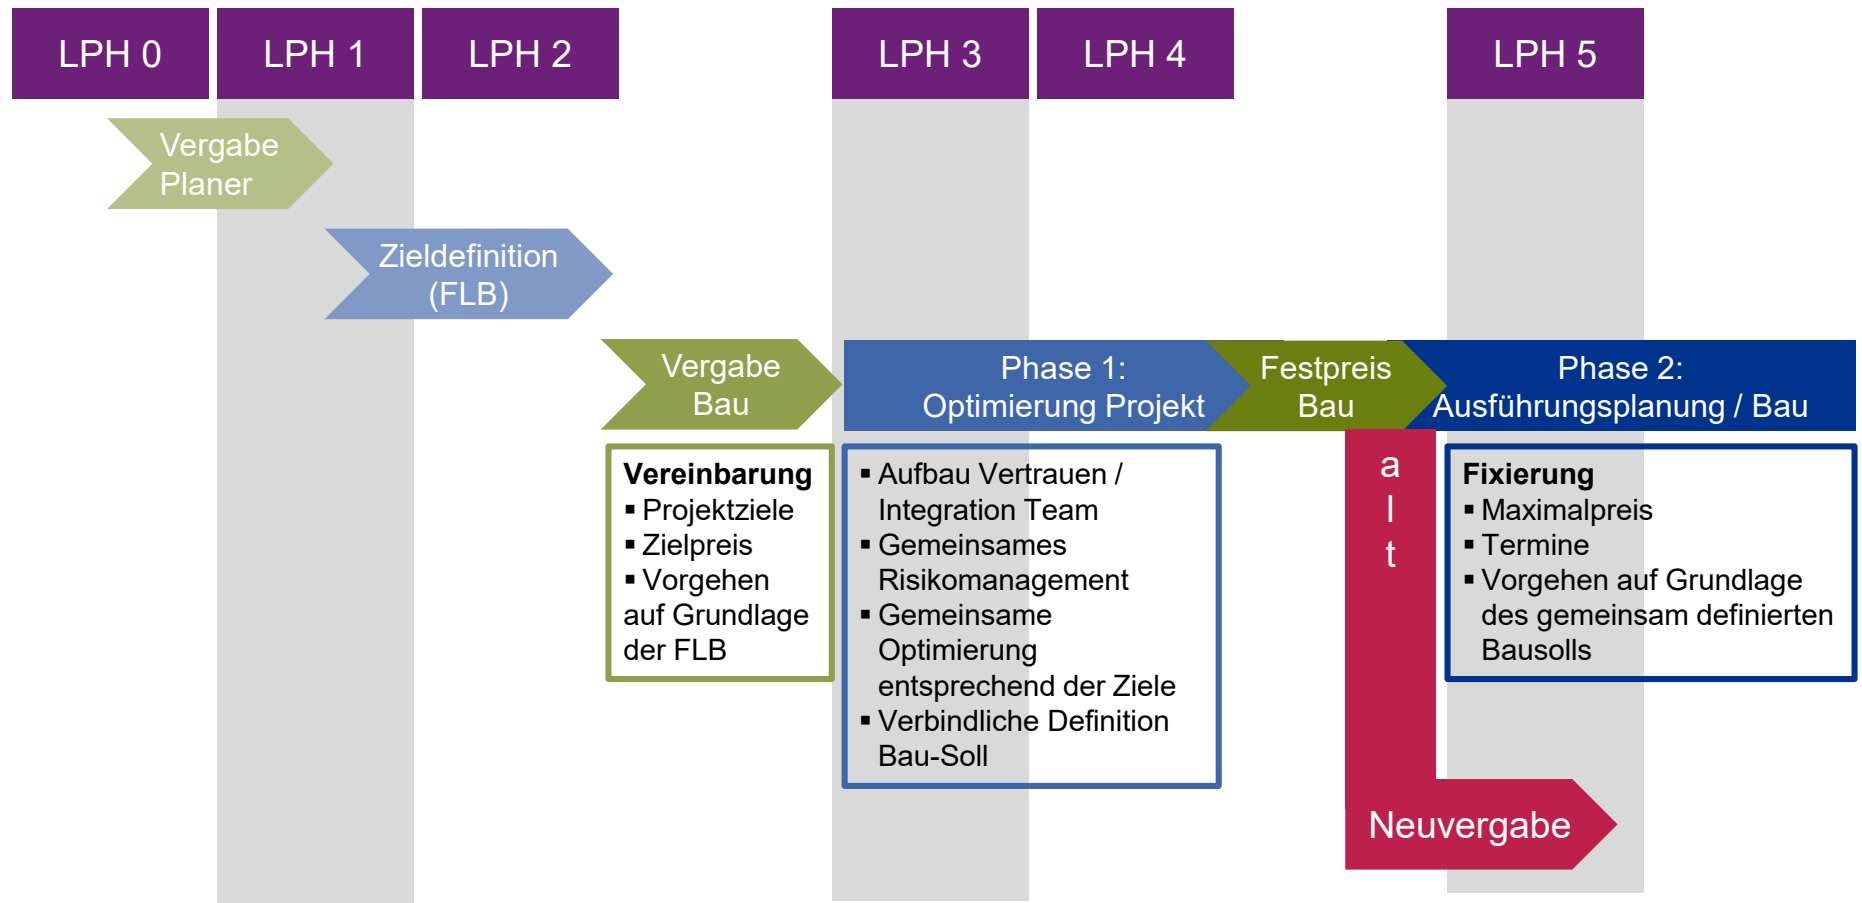 LPH 0
LPH 1
LPH 2
LPH 3
LPH 4
LPH 5
Vergabe
Planer
Zieldefinition
(FLB)
Vergabe
Bau
Phase 1:
Optimierung Projekt
Festpreis
Bau
Phase 2:
Ausführungsplanung / Bau
Vereinbarung
▪ Projektziele
▪ Zielpreis
▪ Vorgehen
auf Grundlage
der FLB
▪ Aufbau Vertrauen /
Integration Team
▪ Gemeinsames
Risikomanagement
▪ Gemeinsame
Optimierung
entsprechend der Ziele
▪ Verbindliche Definition
Bau-Soll
a
l
t
Fixierung
▪ Maximalpreis
▪ Termine
▪ Vorgehen auf Grundlage
des gemeinsam definierten
Bausolls
Neuvergabe